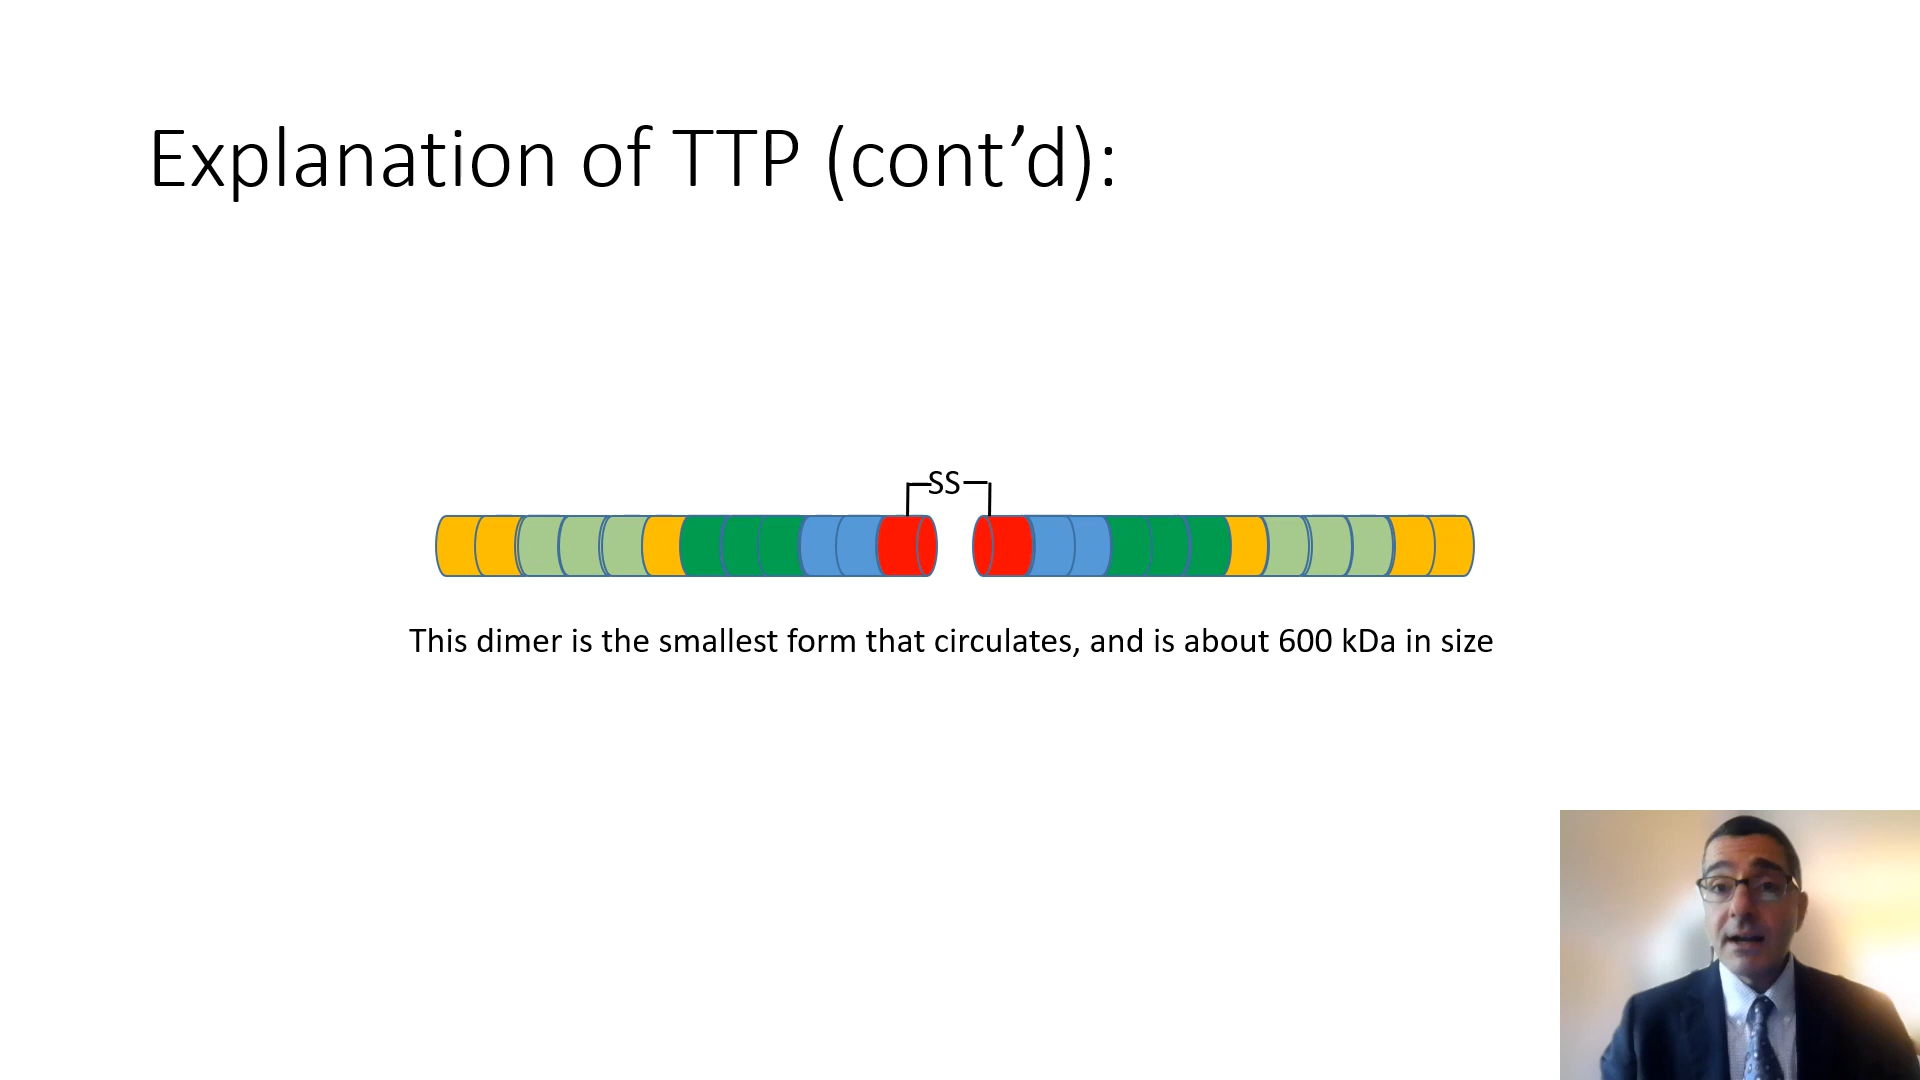 Explanation of TTP (cont’d):
SS
This dimer is the smallest form that circulates, and is about 600 kDa in size